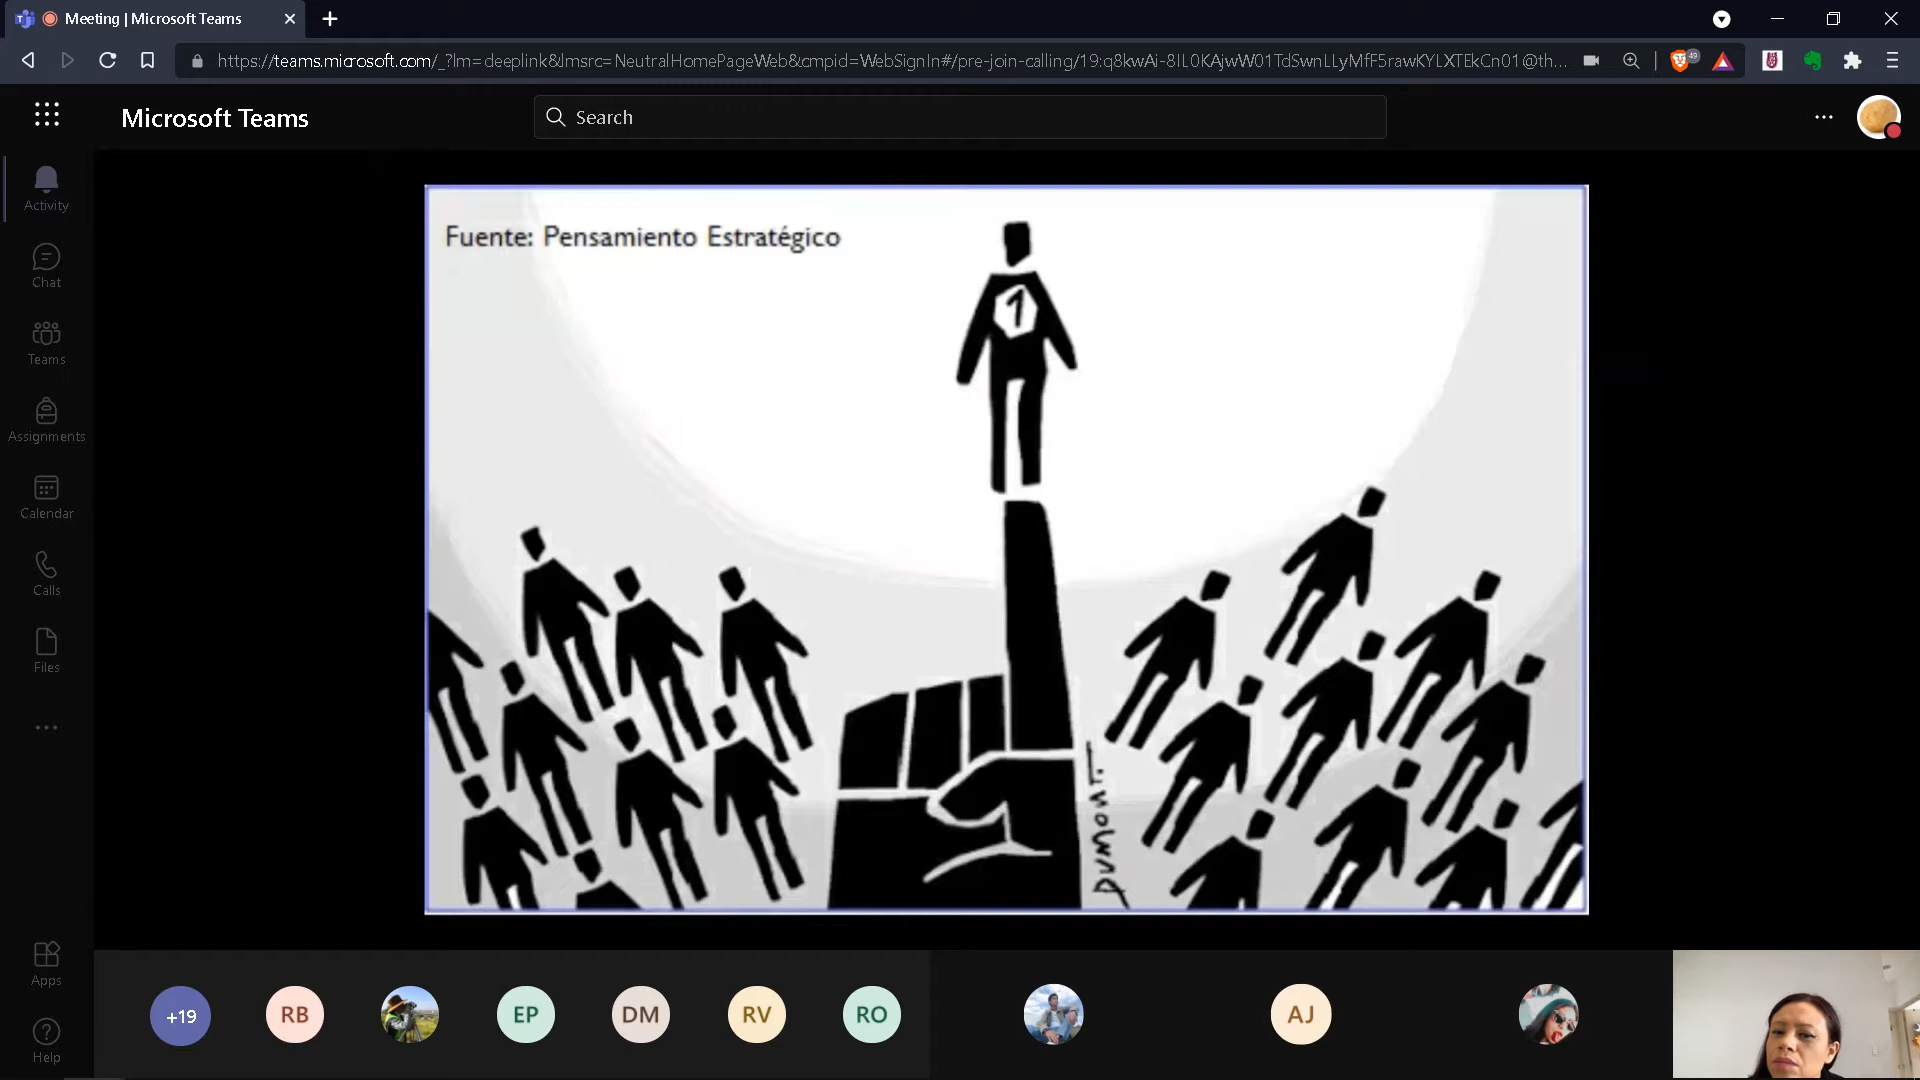 Meeting | Microsoft Teams
https://teams.microsoft.com/_?lm=deeplink&lmsrc=NeutralHomePageWeb&cmpid=WebSignIn#/pre-join-calling/19:q8kwAi-8IL0KAjwW01TdSwnLLyMfF5rawKYLXTEkCn01@th...
49
Microsoft Teams
Search
Activity
Chat
Teams
Assignments
Calendar
Calls
Files
Apps
Help
Fuente: Pensamiento Estratégico
1
DUMONT.
+19
RB
EP
DM
RV
RO
AJ